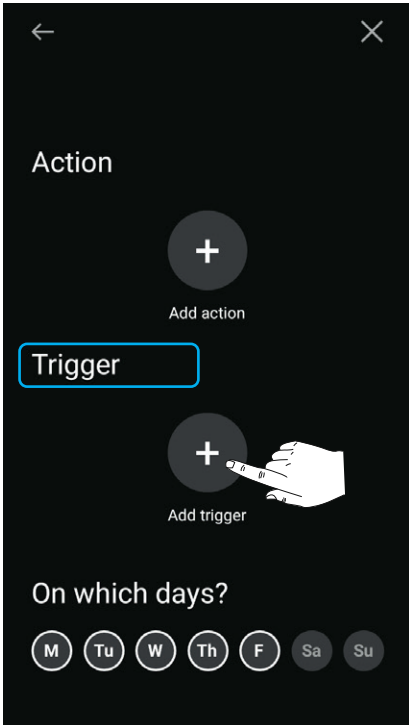 Action
Add action
Trigger
Add trigger
On which days?
M Tu W Th F Sa Su